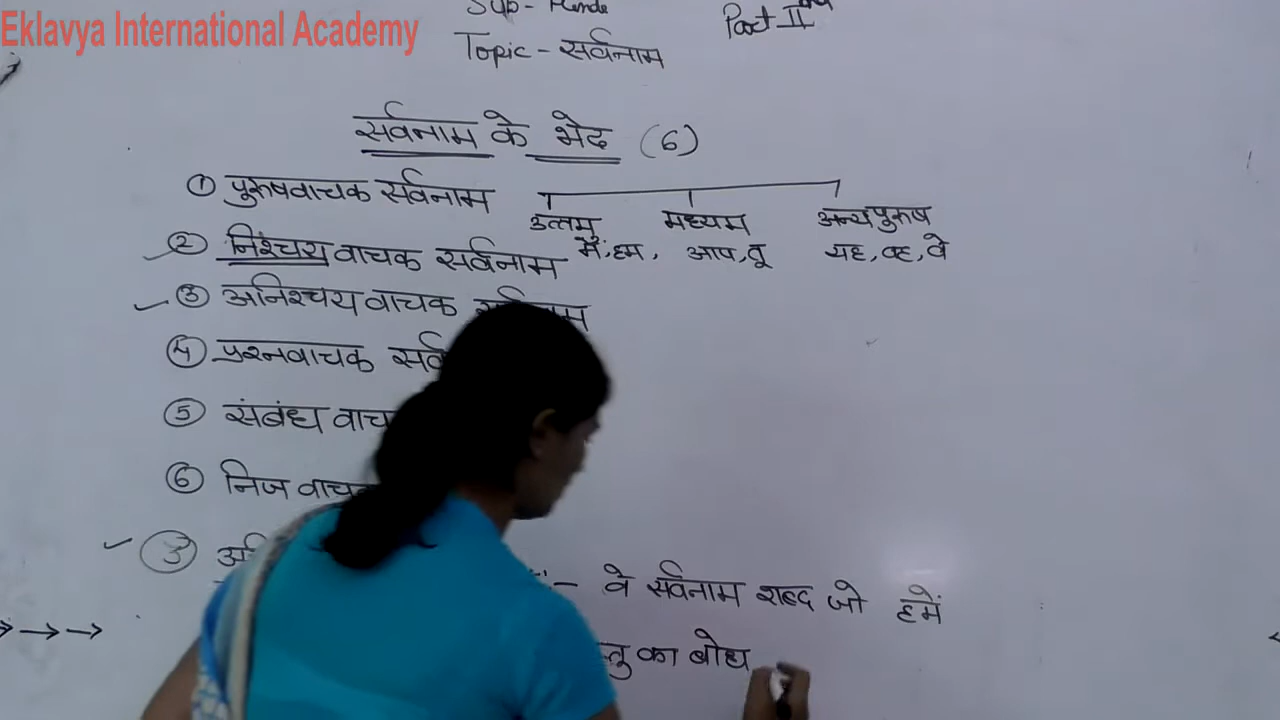 Eklavya International Academy
Sub-
Part II
Topic - सर्वनाम
सर्वनाम के भेद (6)
① पुरुषवाचक सर्वनाम
उत्तम मध्यम अन्यपुरुष
मैं, हम, आप, तू यह, वह, वे
② निश्चय वाचक सर्वनाम
③ अनिश्चय वाचक
④ प्रश्नवाचक
⑤ संबंध
⑥ निज
③ :- वे सर्वनाम शब्द जो हमें
का बोध